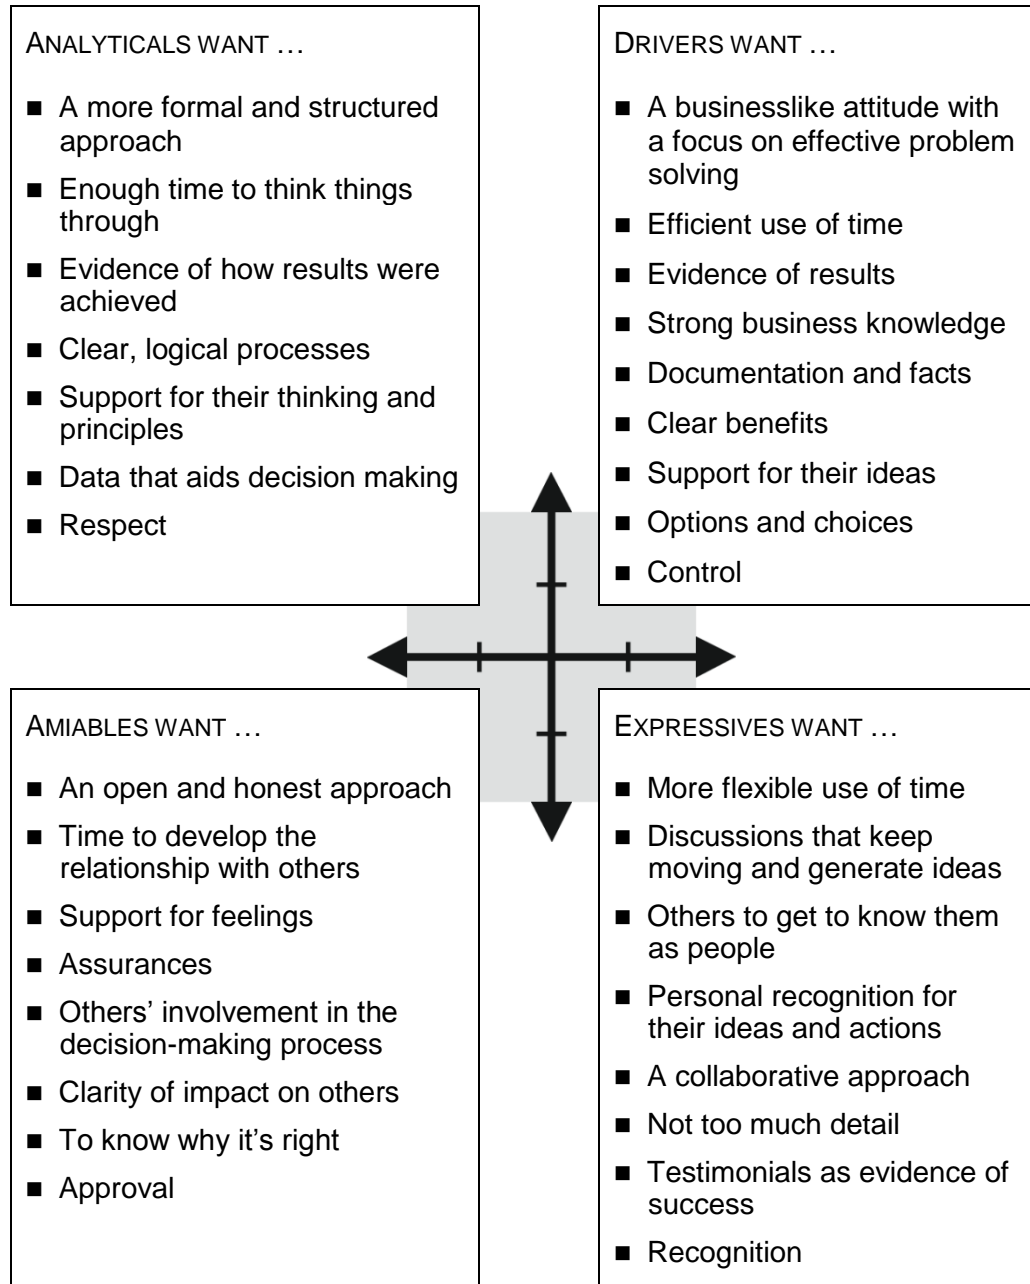 ANALYTICALS WANT …
■ A more formal and structured
approach
■ Enough time to think things
through
■ Evidence of how results were
achieved
■ Clear, logical processes
■ Support for their thinking and
principles
■ Data that aids decision making
■ Respect
DRIVERS WANT …
■ A businesslike attitude with
a focus on effective problem
solving
■ Efficient use of time
■ Evidence of results
■ Strong business knowledge
■ Documentation and facts
■ Clear benefits
■ Support for their ideas
■ Options and choices
■ Control
AMIABLES WANT …
■ An open and honest approach
■ Time to develop the
relationship with others
■ Support for feelings
■ Assurances
■ Others’ involvement in the
decision-making process
■ Clarity of impact on others
■ To know why it’s right
■ Approval
EXPRESSIVES WANT …
■ More flexible use of time
■ Discussions that keep
moving and generate ideas
■ Others to get to know them
as people
■ Personal recognition for
their ideas and actions
■ A collaborative approach
■ Not too much detail
■ Testimonials as evidence of
success
■ Recognition